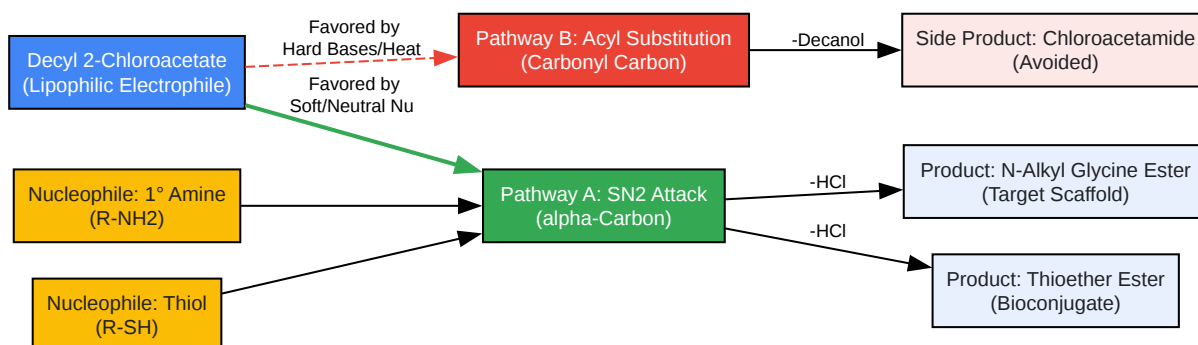 Decyl 2-Chloroacetate
(Lipophilic Electrophile)
Favored by
Hard Bases/Heat
Favored by
Soft/Neutral Nu
Pathway B: Acyl Substitution
(Carbonyl Carbon)
-Decanol
Side Product: Chloroacetamide
(Avoided)
Nucleophile: 1° Amine
(R-NH2)
Pathway A: SN2 Attack
(alpha-Carbon)
-HCl
Product: N-Alkyl Glycine Ester
(Target Scaffold)
-HCl
Nucleophile: Thiol
(R-SH)
Product: Thioether Ester
(Bioconjugate)